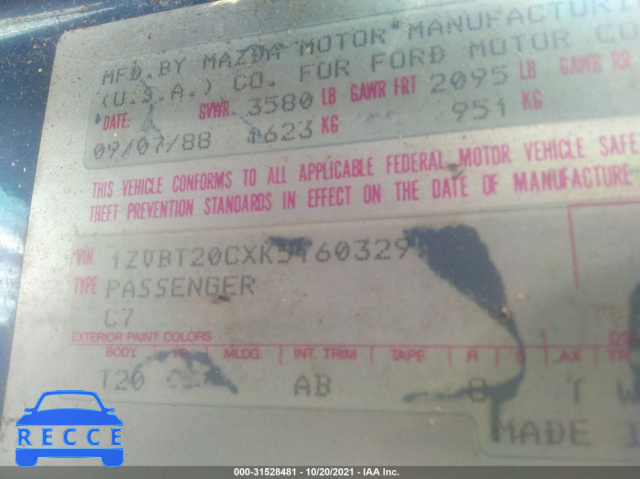 MFD. BY MAZDA MOTOR MANUFACTURI
(U.S.A.) CO. FOR FORD MOTOR CO
DATE: GVWR 3580 LB GAWR FRT 2095 LB GAWR RR
09/07/88 1623 KG 951 KG
THIS VEHICLE CONFORMS TO ALL APPLICABLE FEDERAL MOTOR VEHICLE SAFE
THEFT PREVENTION STANDARDS IN EFFECT ON THE DATE OF MANUFACTURE
VIN 1ZVBT20CXK5160329
TYPE PASSENGER
C7
EXTERIOR PAINT COLORS
BODY VR MLDG. INT. TRIM TAPE R S AX TR
T20 AB 8 T W
MADE I
RECCE
000-31528481 - 10/20/2021 - IAA Inc.